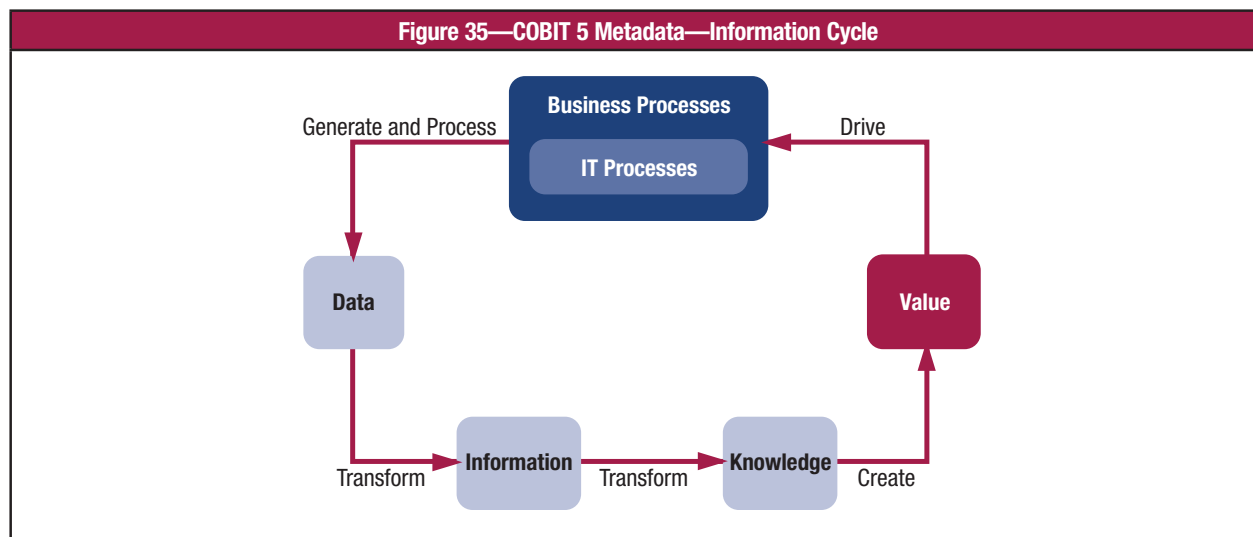 Figure 35—COBIT 5 Metadata—Information Cycle
Business Processes
Generate and Process
Drive
IT Processes
Data
Value
Information
Knowledge
Transform
Transform
Create